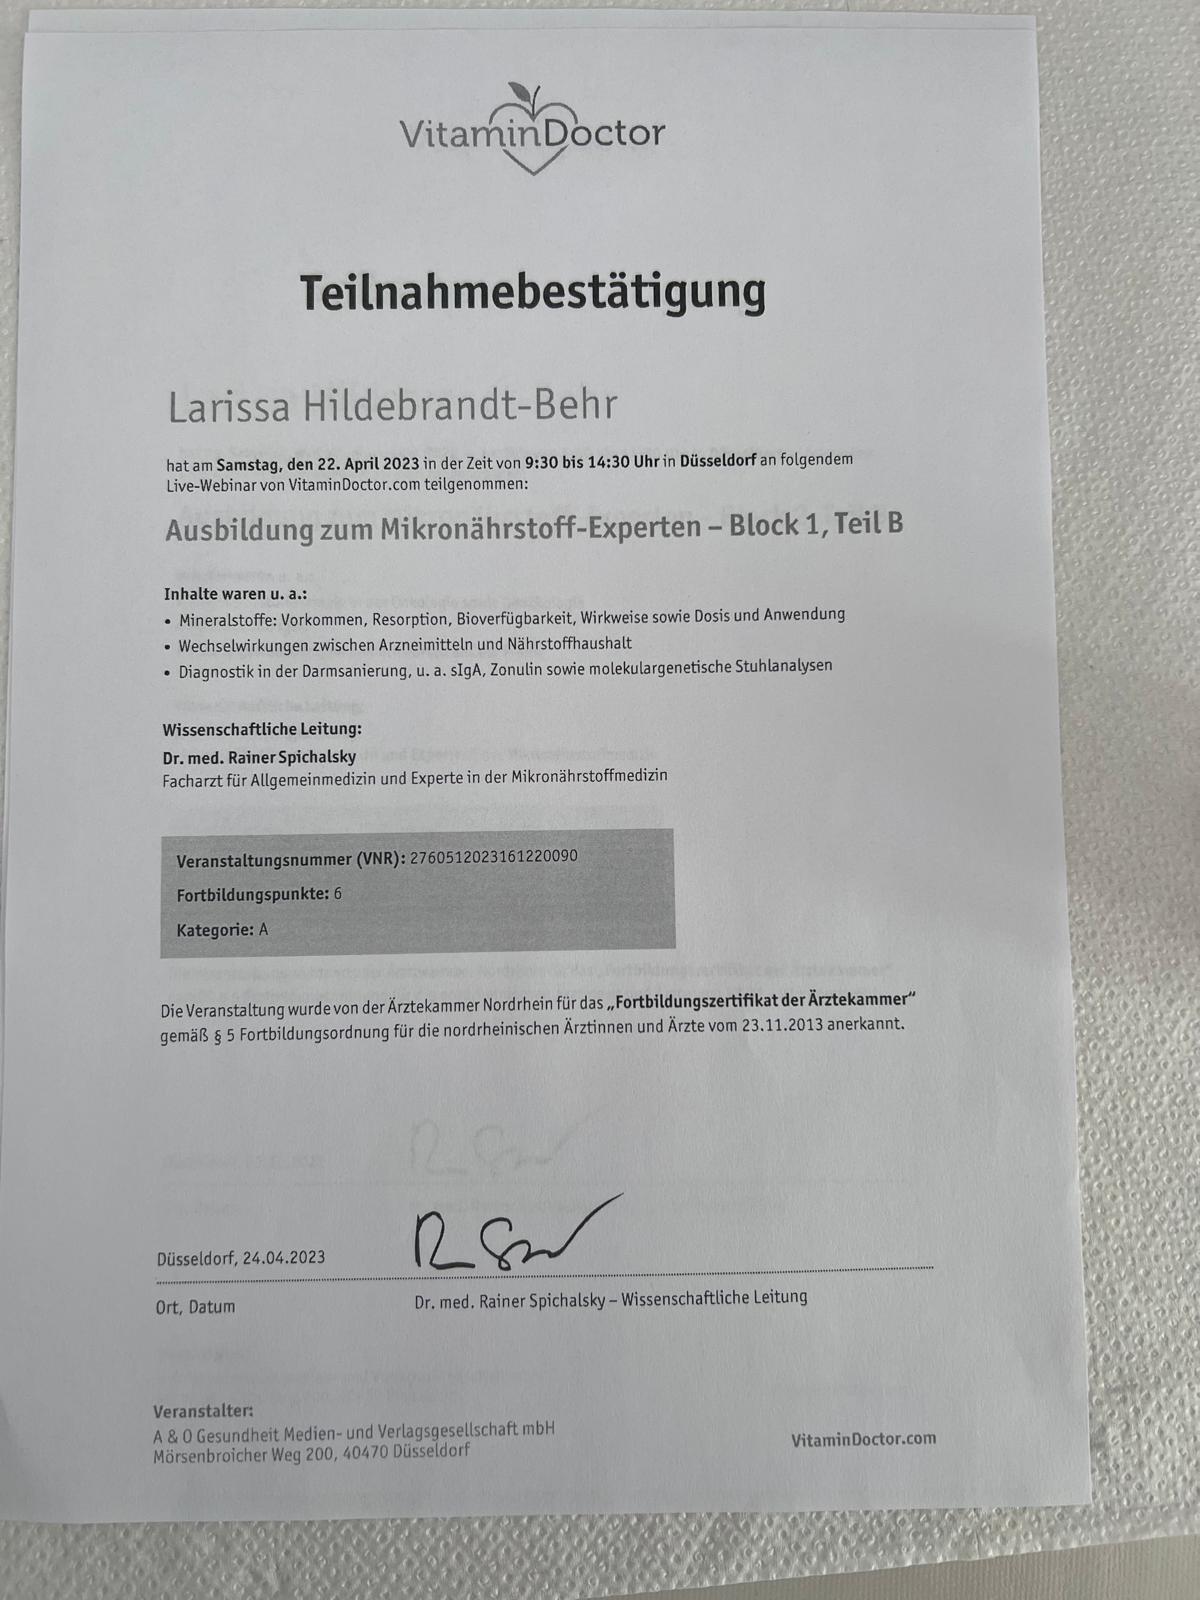 VitaminDoctor
Teilnahmebestätigung
Larissa Hildebrandt-Behr
hat am Samstag, den 22. April 2023 in der Zeit von 9:30 bis 14:30 Uhr in Düsseldorf an folgendem
Live-Webinar von VitaminDoctor.com teilgenommen:
Ausbildung zum Mikronährstoff-Experten – Block 1, Teil B
Inhalte waren u. a.:
• Mineralstoffe: Vorkommen, Resorption, Bioverfügbarkeit, Wirkweise sowie Dosis und Anwendung
• Wechselwirkungen zwischen Arzneimitteln und Nährstoffhaushalt
• Diagnostik in der Darmsanierung, u. a. sIgA, Zonulin sowie molekulargenetische Stuhlanalysen
Wissenschaftliche Leitung:
Dr. med. Rainer Spichalsky
Facharzt für Allgemeinmedizin und Experte in der Mikronährstoffmedizin
Veranstaltungsnummer (VNR): 2760512023161220090
Fortbildungspunkte: 6
Kategorie: A
Die Veranstaltung wurde von der Ärztekammer Nordrhein für das „Fortbildungszertifikat der Ärztekammer“
gemäß § 5 Fortbildungsordnung für die nordrheinischen Ärztinnen und Ärzte vom 23.11.2013 anerkannt.
Düsseldorf, 24.04.2023
Ort, Datum
Dr. med. Rainer Spichalsky – Wissenschaftliche Leitung
Veranstalter:
A & O Gesundheit Medien- und Verlagsgesellschaft mbH
Mörsenbroicher Weg 200, 40470 Düsseldorf
VitaminDoctor.com